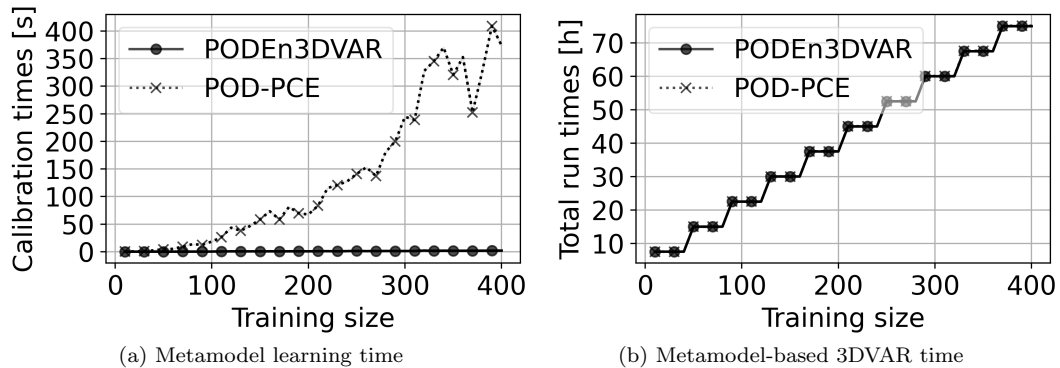 Calibration times [s]
400
350
300
250
200
150
100
50
0
PODEn3DVAR
POD-PCE
0 100 200 300 400
Training size
(a) Metamodel learning time
Total run times [h]
70
60
50
40
30
20
10
PODEn3DVAR
POD-PCE
0 100 200 300 400
Training size
(b) Metamodel-based 3DVAR time